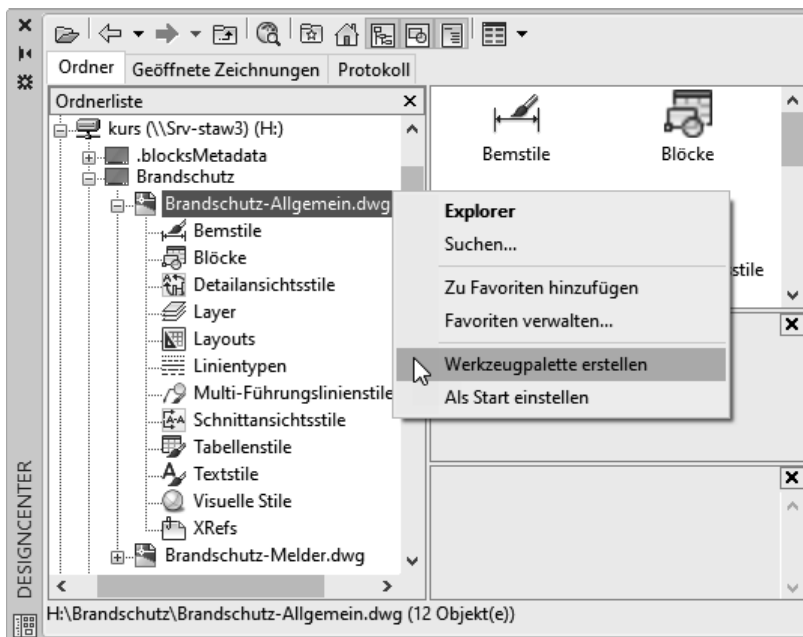 Ordner Geöffnete Zeichnungen Protokoll
Ordnerliste
kurs (\\Srv-staw3) (H:)
.blocksMetadata
Brandschutz
Brandschutz-Allgemein.dwg
Bemstile
Blöcke
Detailansichtsstile
Layer
Layouts
Linientypen
Multi-Führungslinienstile
Schnittansichtsstile
Tabellenstile
Textstile
Visuelle Stile
XRefs
Brandschutz-Melder.dwg
Bemstile Blöcke
stile
Explorer
Suchen...
Zu Favoriten hinzufügen
Favoriten verwalten...
Werkzeugpalette erstellen
Als Start einstellen
DESIGNCENTER
H:\Brandschutz\Brandschutz-Allgemein.dwg (12 Objekt(e))